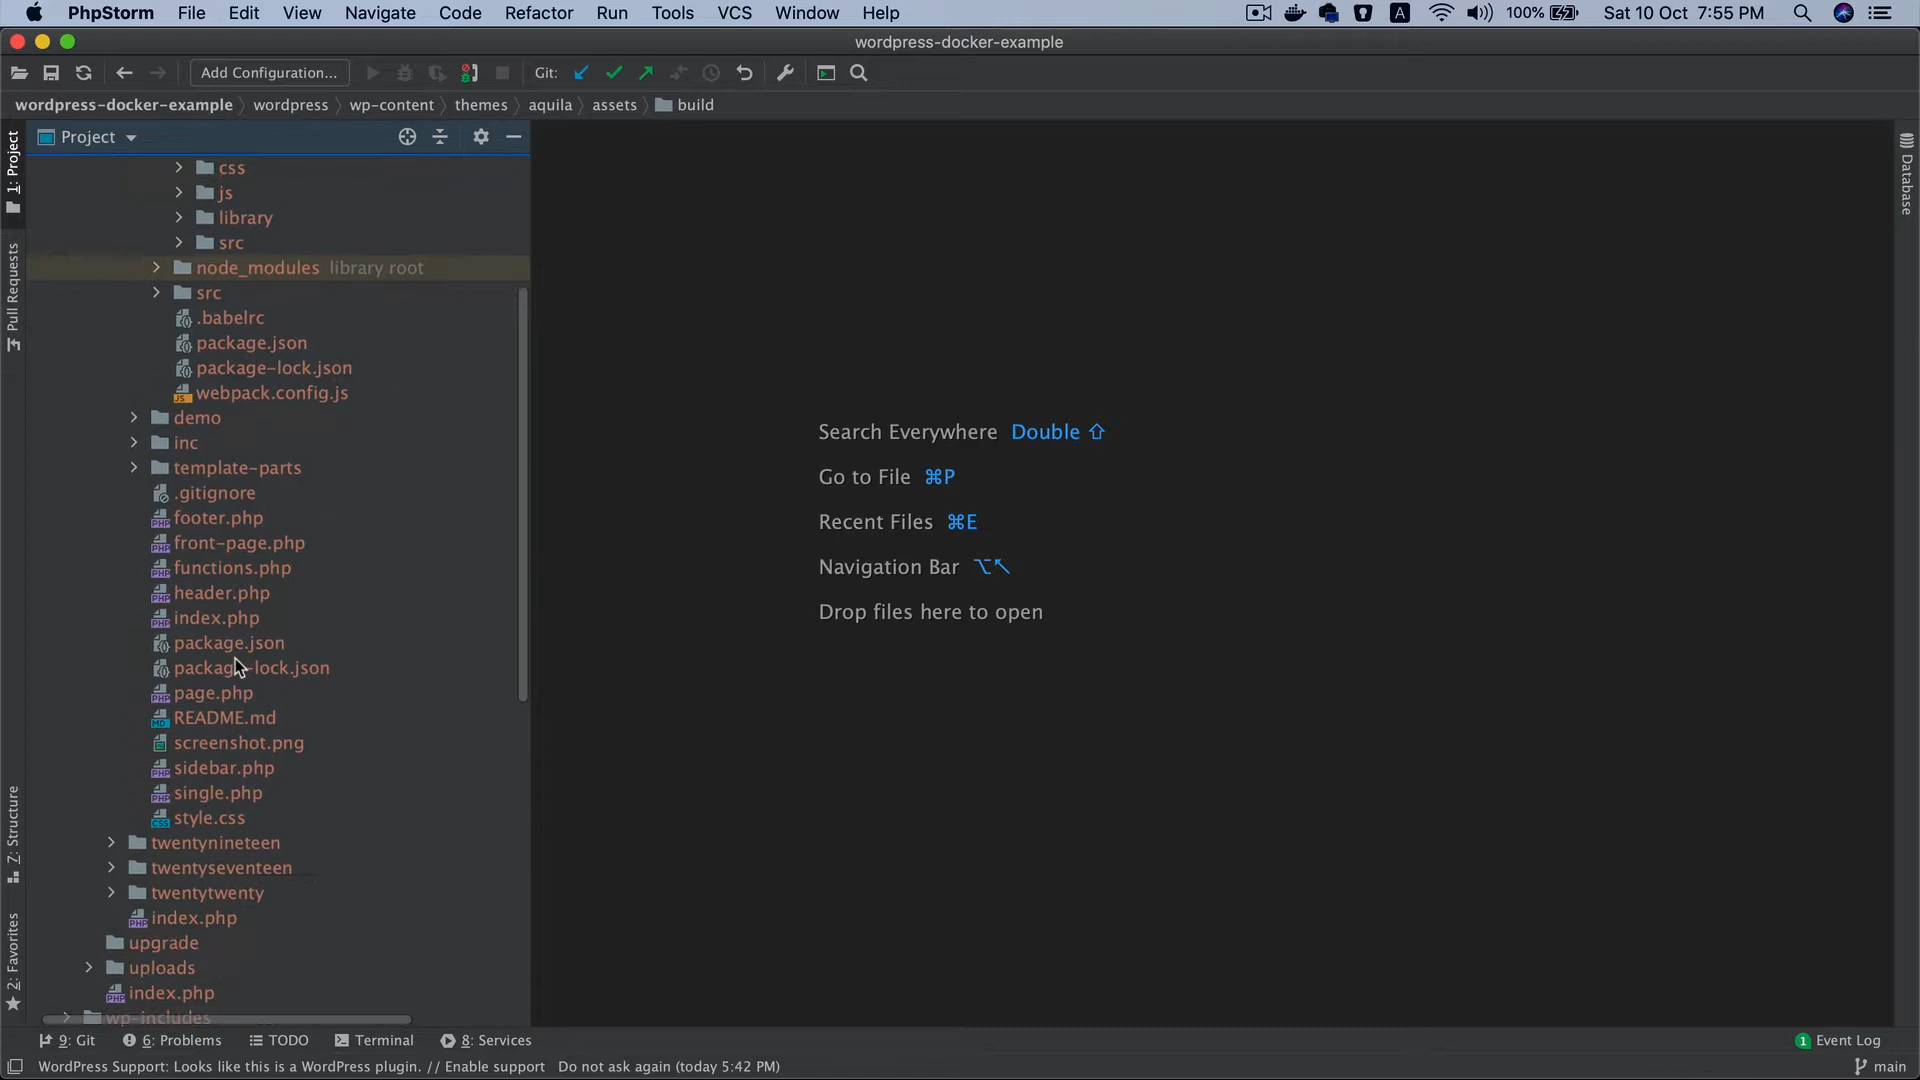 PhpStorm File Edit View Navigate Code Refactor Run Tools VCS Window Help A 100% Sat 10 Oct 7:55 PM
wordpress-docker-example
Add Configuration... Git:
wordpress-docker-example wordpress wp-content themes aquila assets build
Project
1: Project
Pull Requests
7: Structure
2: Favorites
Database
css
js
library
src
node_modules library root
src
.babelrc
package.json
package-lock.json
webpack.config.js
demo
inc
template-parts
.gitignore
footer.php
front-page.php
functions.php
header.php
index.php
package.json
package-lock.json
page.php
README.md
screenshot.png
sidebar.php
single.php
style.css
twentynineteen
twentyseventeen
twentytwenty
index.php
upgrade
uploads
index.php
wp-includes
Search Everywhere Double ⇧
Go to File ⌘P
Recent Files ⌘E
Navigation Bar ⌥↖
Drop files here to open
9: Git 6: Problems TODO Terminal 8: Services 1 Event Log
WordPress Support: Looks like this is a WordPress plugin. // Enable support Do not ask again (today 5:42 PM) main